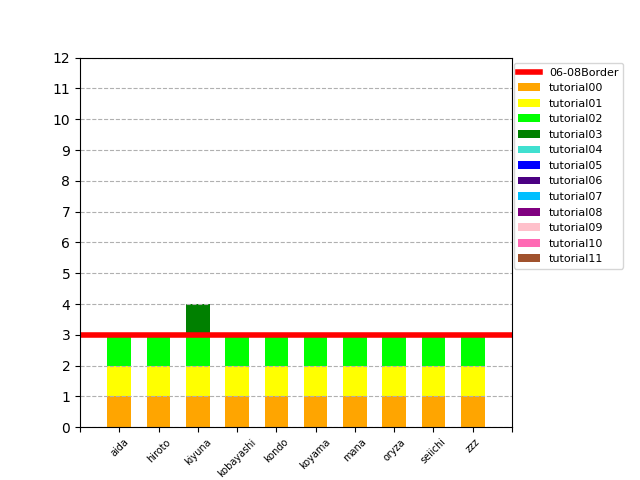 12
11
10
9
8
7
6
5
4
3
2
1
0
aida
hiroto
kiyuna
kobayashi
kondo
koyama
mana
oryza
seiichi
zzz
06-08Border
tutorial00
tutorial01
tutorial02
tutorial03
tutorial04
tutorial05
tutorial06
tutorial07
tutorial08
tutorial09
tutorial10
tutorial11